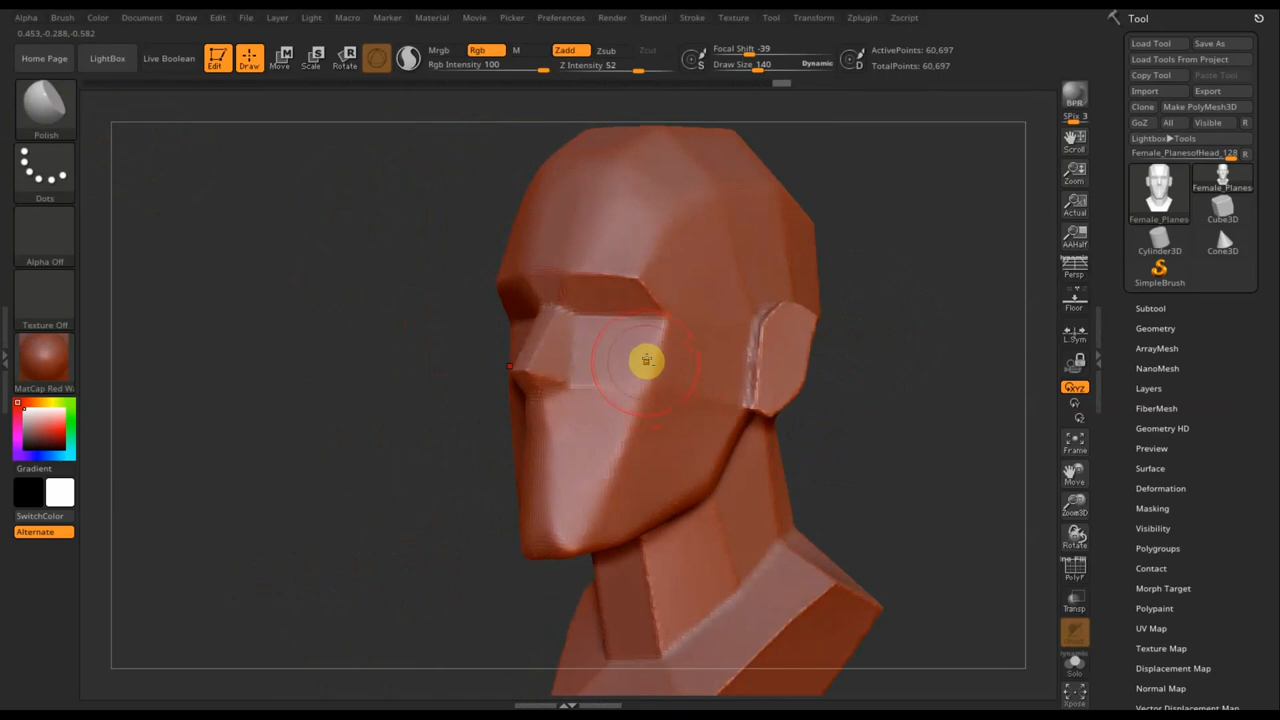 Alpha Brush Color Document Draw Edit File Layer Light Macro Marker Material Movie Picker Preferences Render Stencil Stroke Texture Tool Transform Zplugin Zscript
0.453,-0.288,-0.582
Home Page LightBox Live Boolean Edit Draw Move Scale Rotate
Mrgb Rgb M Zadd Zsub Zcut
Rgb Intensity 100 Z Intensity 52
S
Focal Shift -39
Draw Size 140 Dynamic
D
ActivePoints: 60,697
TotalPoints: 60,697
Polish
Dots
Alpha Off
Texture Off
MatCap Red Wa
Gradient
SwitchColor
Alternate
BPR
SPix 3
Scroll
Zoom
Actual
AAHalf
Dynamic
Persp
Floor
L.Sym
XYZ
Y
Z
Frame
Move
Zoom3D
Rotate
PolyF
Transp
Dynamic
Solo
Xpose
Tool
Load Tool Save As
Load Tools From Project
Copy Tool Paste Tool
Import Export
Clone Make PolyMesh3D
GoZ All Visible R
Lightbox▶Tools
Female_PlanesofHead_128 R
Female_Planes Female_Planes
Cube3D
Cylinder3D Cone3D
SimpleBrush
Subtool
Geometry
ArrayMesh
NanoMesh
Layers
FiberMesh
Geometry HD
Preview
Surface
Deformation
Masking
Visibility
Polygroups
Contact
Morph Target
Polypaint
UV Map
Texture Map
Displacement Map
Normal Map
Vector Displacement Map